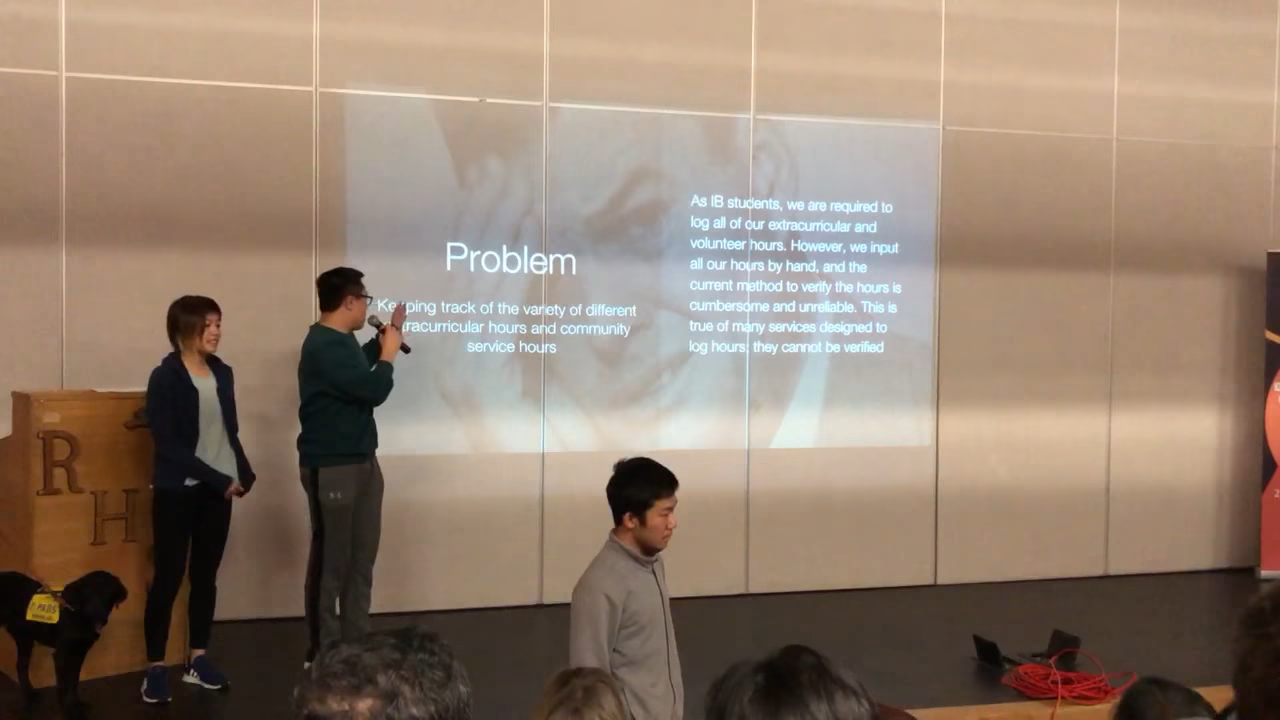 Problem
Keeping track of the variety of different
extracurricular hours and community
service hours
As IB students, we are required to
log all of our extracurricular and
volunteer hours. However, we input
all our hours by hand, and the
current method to verify the hours is
cumbersome and unreliable. This is
true of many services designed to
log hours; they cannot be verified
R
H